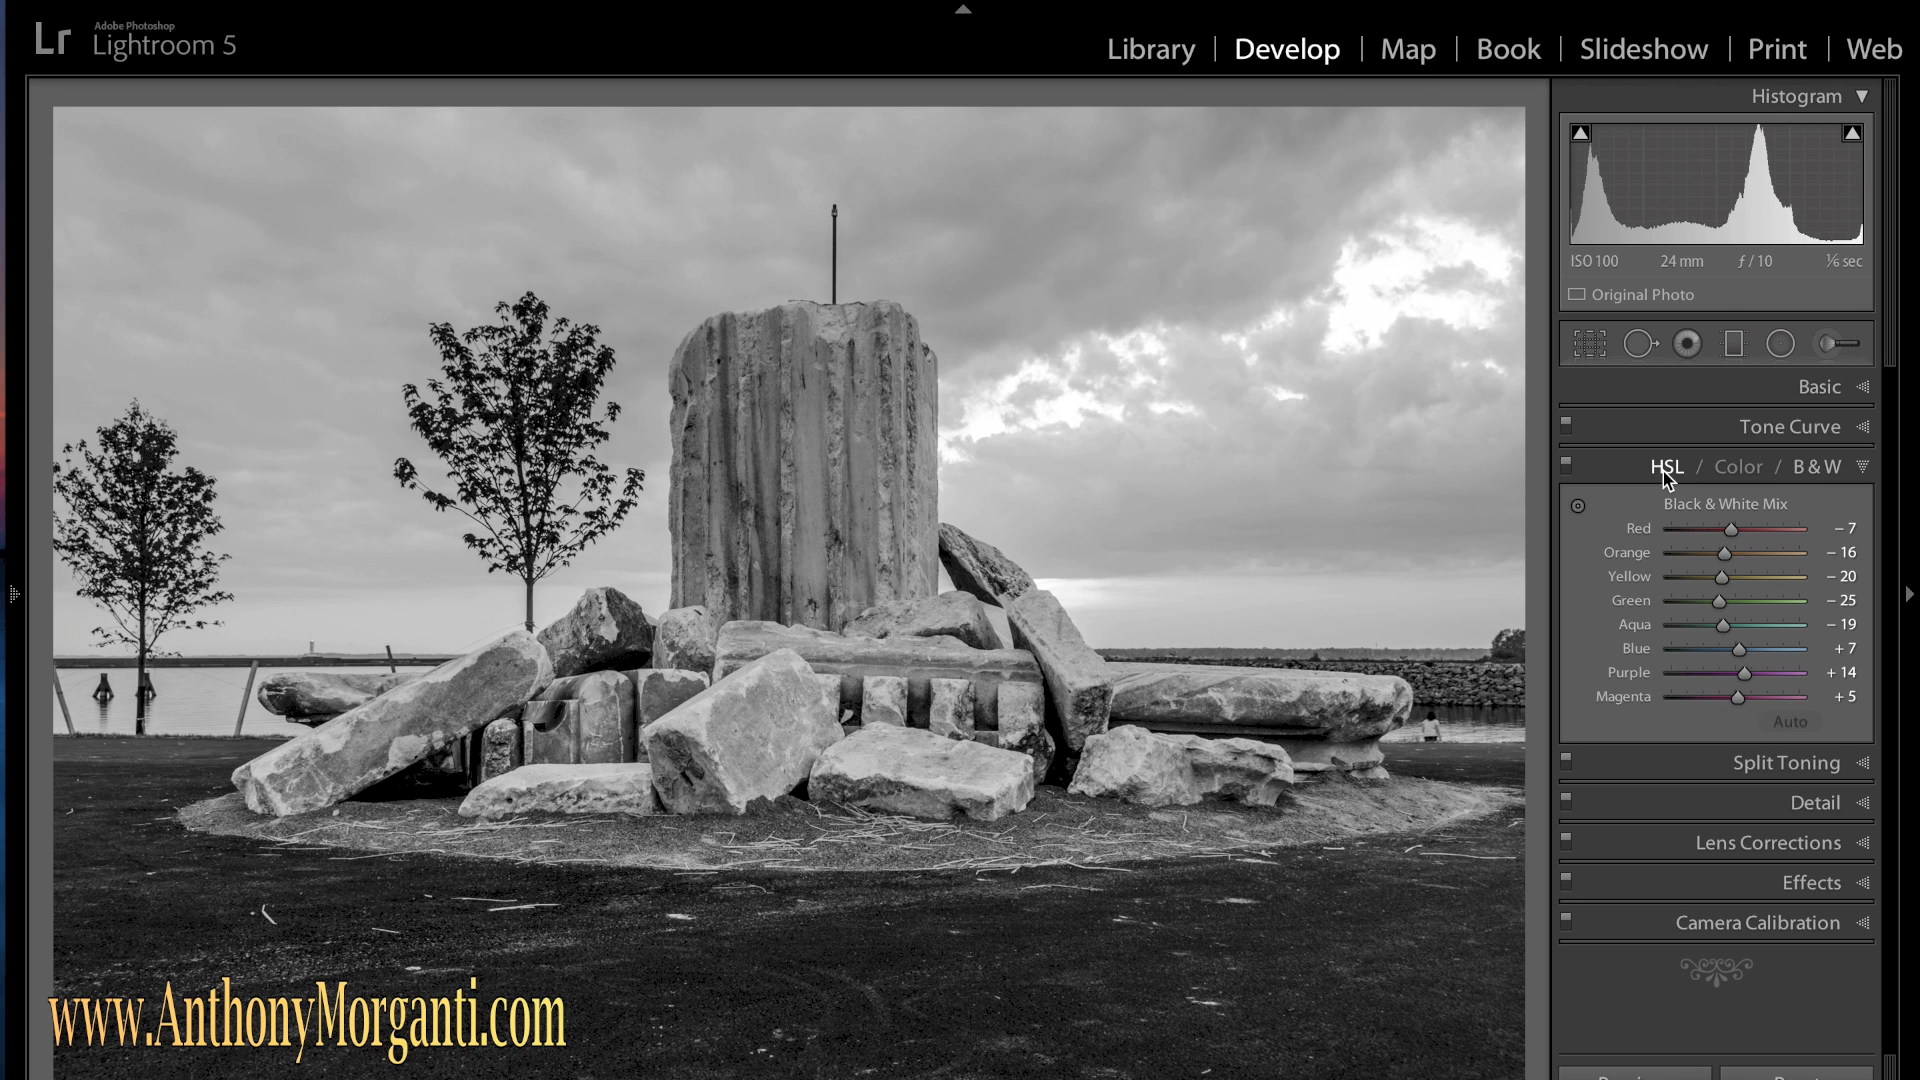 Lr Adobe Photoshop
Lightroom 5
Library | Develop | Map | Book | Slideshow | Print | Web
Histogram
ISO 100 24 mm ƒ / 10 ⅙ sec
Original Photo
Basic
Tone Curve
HSL / Color / B & W
Black & White Mix
Red − 7
Orange − 16
Yellow − 20
Green − 25
Aqua − 19
Blue + 7
Purple + 14
Magenta + 5
Auto
Split Toning
Detail
Lens Corrections
Effects
Camera Calibration
www.AnthonyMorganti.com